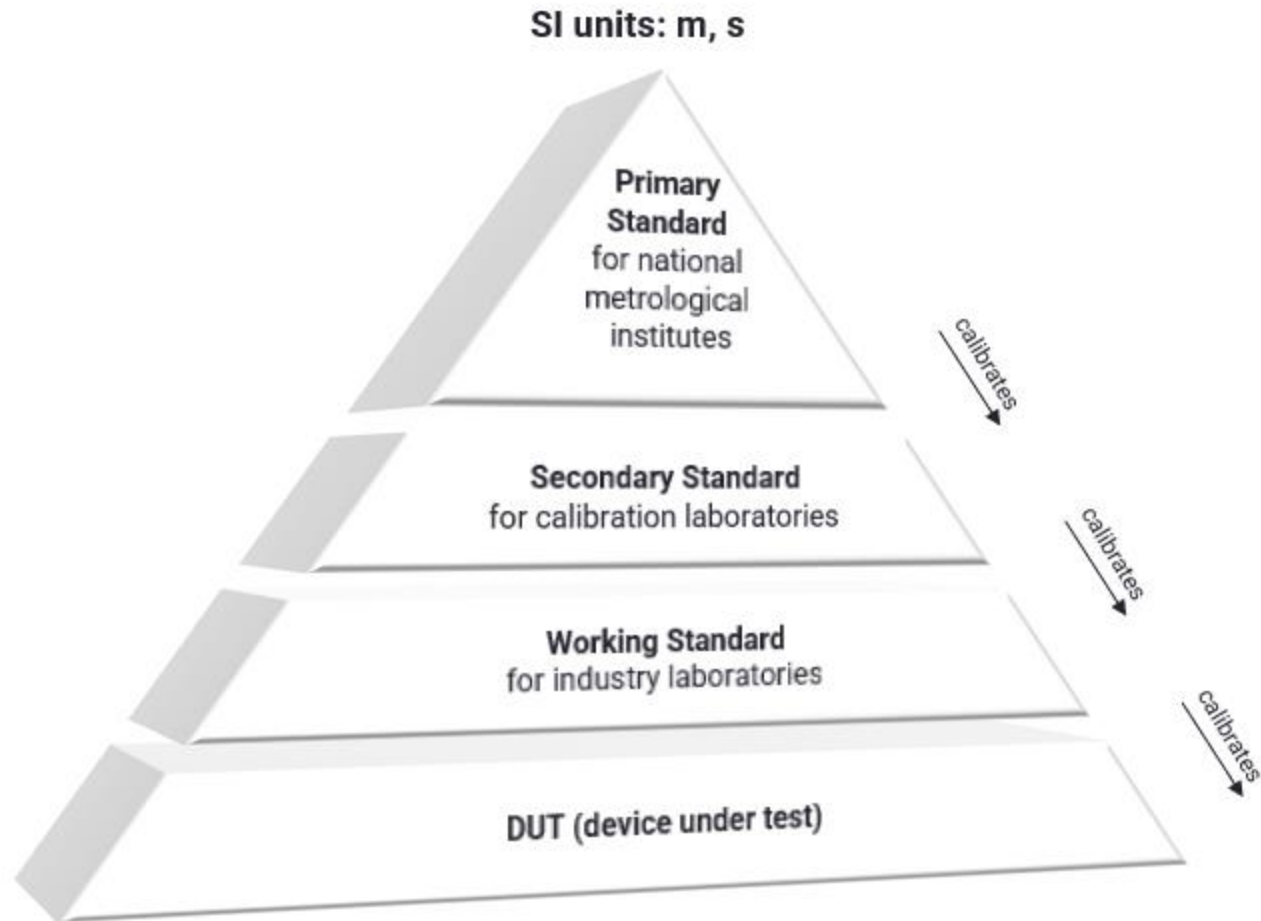 SI units: m, s
Primary
Standard
for national
metrological
institutes
calibrates
Secondary Standard
for calibration laboratories
calibrates
Working Standard
for industry laboratories
calibrates
DUT (device under test)